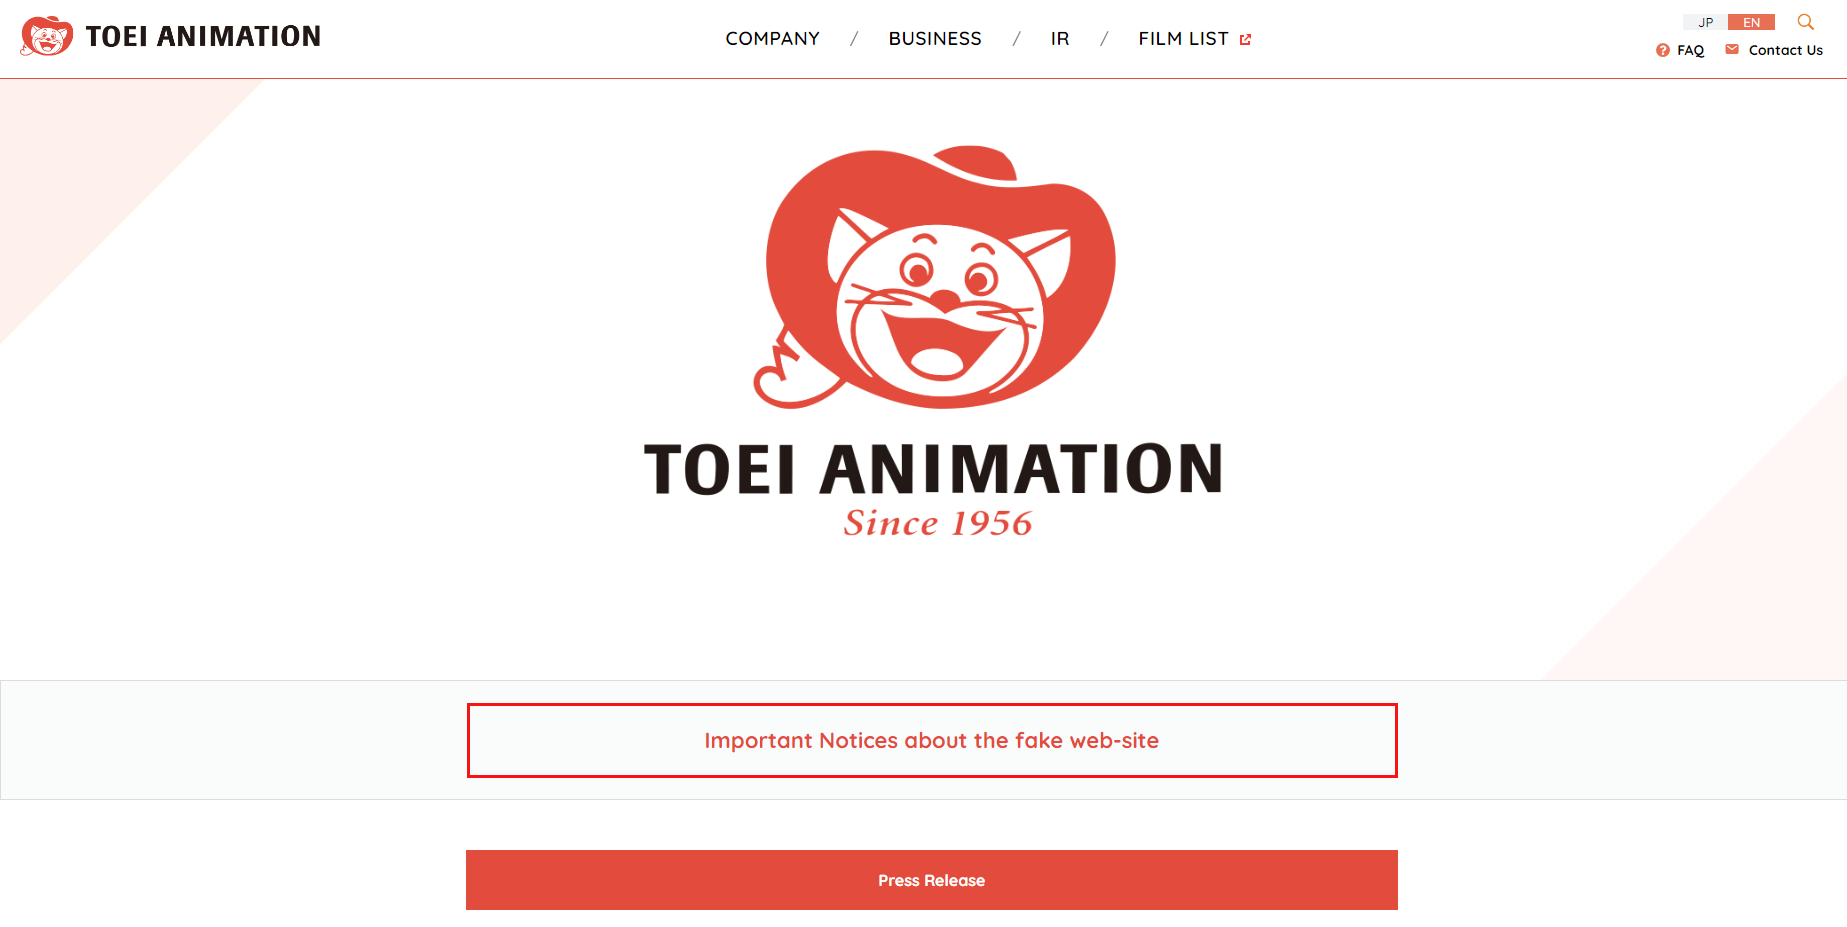 TOEI ANIMATION
COMPANY / BUSINESS / IR / FILM LIST
JP EN
FAQ Contact Us
TOEI ANIMATION
Since 1956
Important Notices about the fake web-site
Press Release